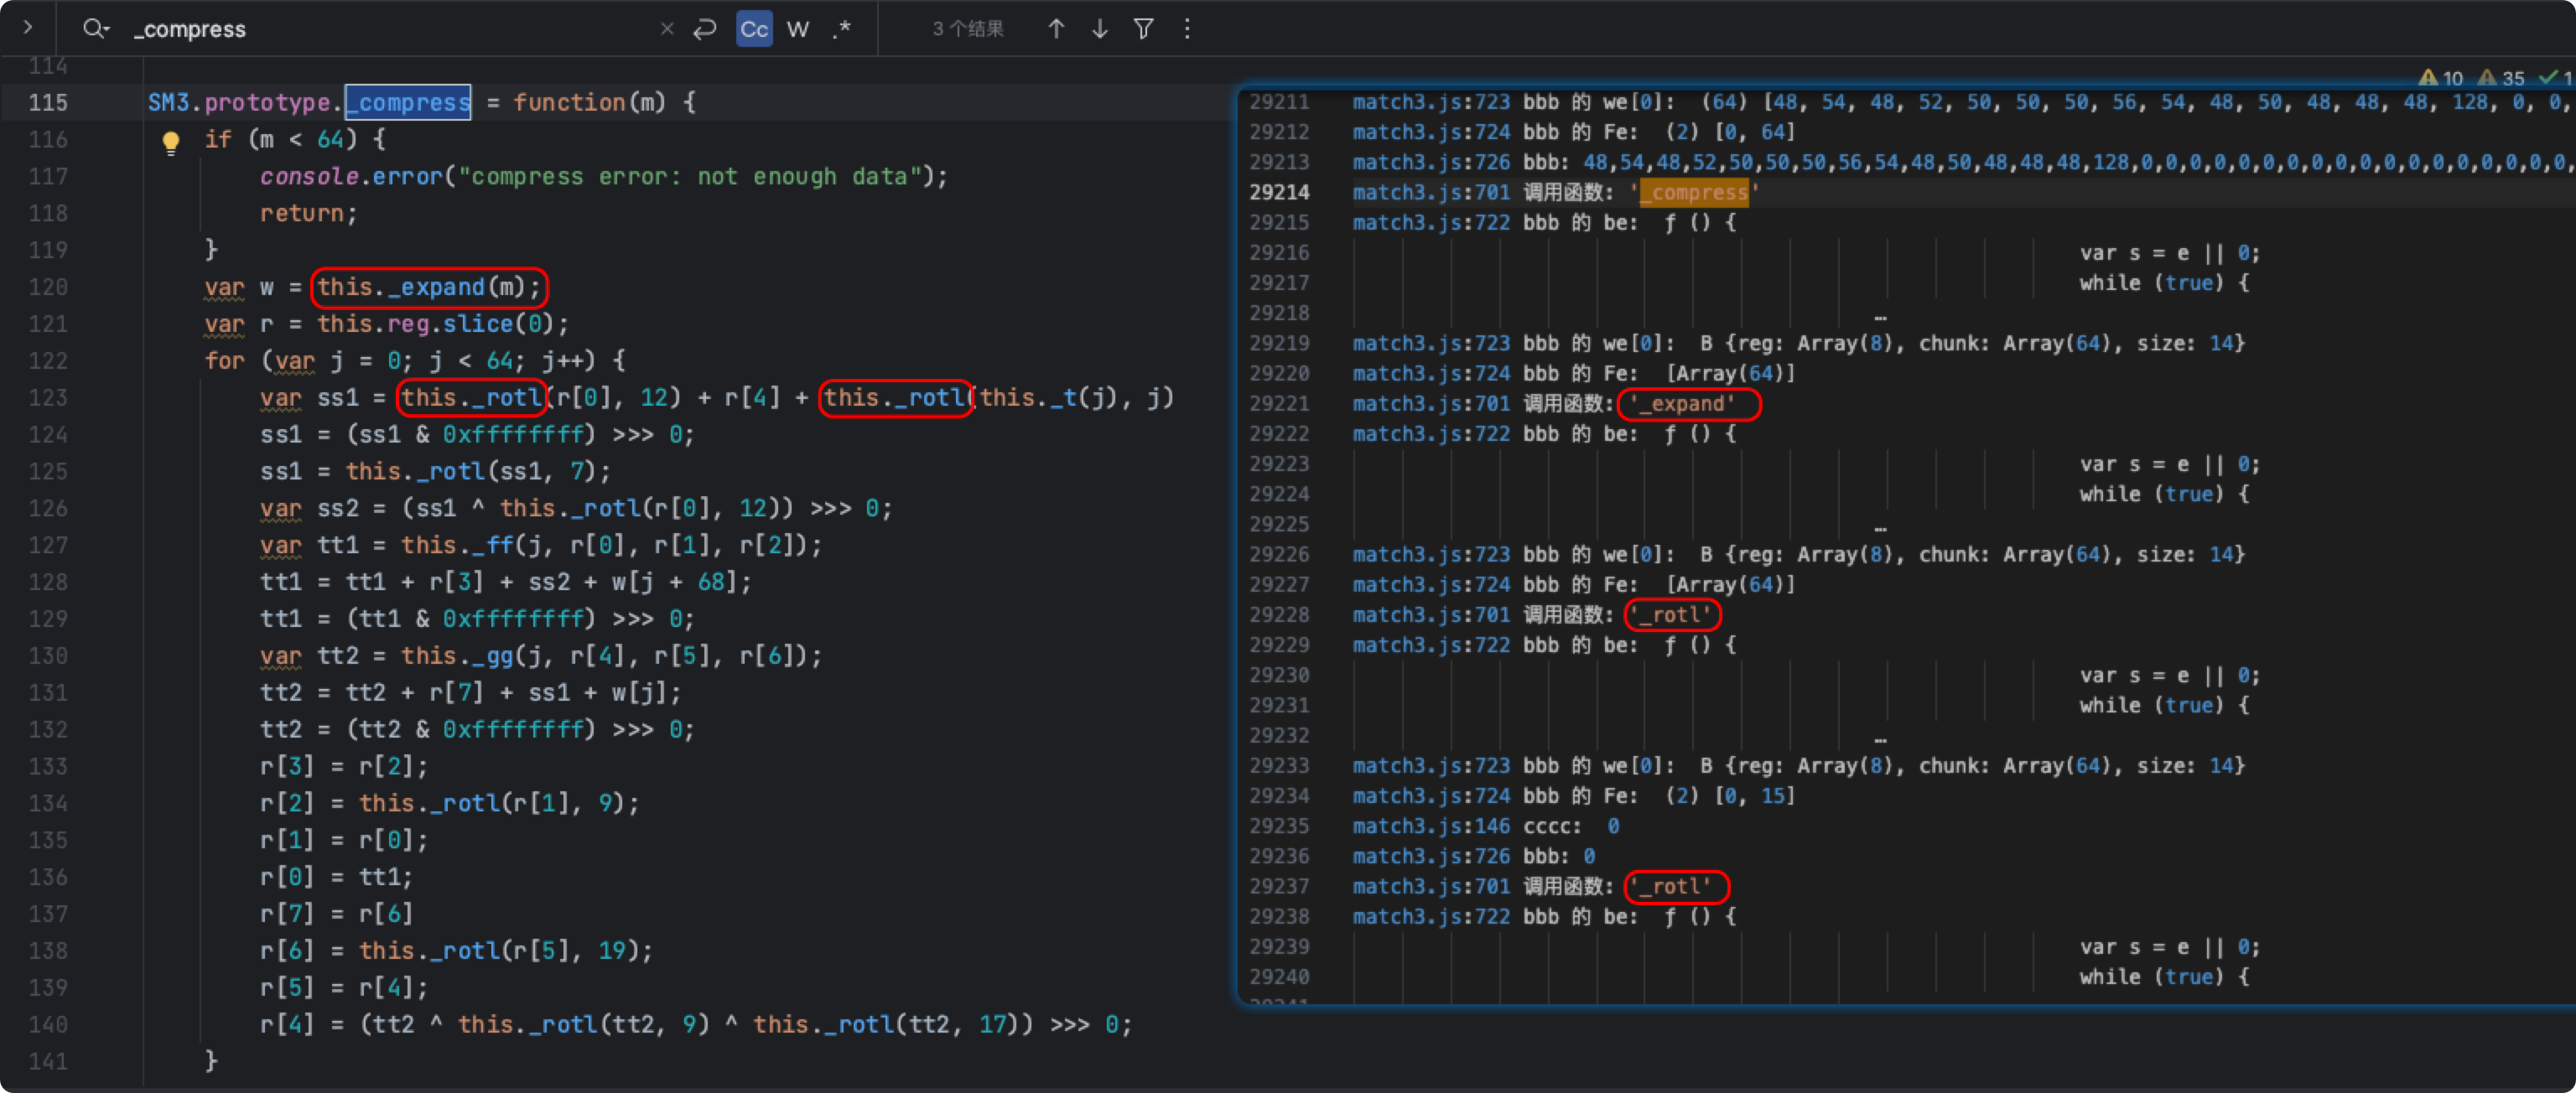 _compress × Cc W .* 3 个结果
114
10 35 1
115 SM3.prototype._compress = function(m) {
116 if (m < 64) {
117 console.error("compress error: not enough data");
118 return;
119 }
120 var w = this._expand(m);
121 var r = this.reg.slice(0);
122 for (var j = 0; j < 64; j++) {
123 var ss1 = this._rotl(r[0], 12) + r[4] + this._rotl(this._t(j), j)
124 ss1 = (ss1 & 0xffffffff) >>> 0;
125 ss1 = this._rotl(ss1, 7);
126 var ss2 = (ss1 ^ this._rotl(r[0], 12)) >>> 0;
127 var tt1 = this._ff(j, r[0], r[1], r[2]);
128 tt1 = tt1 + r[3] + ss2 + w[j + 68];
129 tt1 = (tt1 & 0xffffffff) >>> 0;
130 var tt2 = this._gg(j, r[4], r[5], r[6]);
131 tt2 = tt2 + r[7] + ss1 + w[j];
132 tt2 = (tt2 & 0xffffffff) >>> 0;
133 r[3] = r[2];
134 r[2] = this._rotl(r[1], 9);
135 r[1] = r[0];
136 r[0] = tt1;
137 r[7] = r[6]
138 r[6] = this._rotl(r[5], 19);
139 r[5] = r[4];
140 r[4] = (tt2 ^ this._rotl(tt2, 9) ^ this._rotl(tt2, 17)) >>> 0;
141 }
29211 match3.js:723 bbb 的 we[0]: (64) [48, 54, 48, 52, 50, 50, 50, 56, 54, 48, 50, 48, 48, 48, 128, 0, 0,
29212 match3.js:724 bbb 的 Fe: (2) [0, 64]
29213 match3.js:726 bbb: 48,54,48,52,50,50,50,56,54,48,50,48,48,48,128,0,0,0,0,0,0,0,0,0,0,0,0,0,0,0,0,0,0,
29214 match3.js:701 调用函数: '_compress'
29215 match3.js:722 bbb 的 be: ƒ () {
29216 var s = e || 0;
29217 while (true) {
29218 …
29219 match3.js:723 bbb 的 we[0]: B {reg: Array(8), chunk: Array(64), size: 14}
29220 match3.js:724 bbb 的 Fe: [Array(64)]
29221 match3.js:701 调用函数: '_expand'
29222 match3.js:722 bbb 的 be: ƒ () {
29223 var s = e || 0;
29224 while (true) {
29225 …
29226 match3.js:723 bbb 的 we[0]: B {reg: Array(8), chunk: Array(64), size: 14}
29227 match3.js:724 bbb 的 Fe: [Array(64)]
29228 match3.js:701 调用函数: '_rotl'
29229 match3.js:722 bbb 的 be: ƒ () {
29230 var s = e || 0;
29231 while (true) {
29232 …
29233 match3.js:723 bbb 的 we[0]: B {reg: Array(8), chunk: Array(64), size: 14}
29234 match3.js:724 bbb 的 Fe: (2) [0, 15]
29235 match3.js:146 cccc: 0
29236 match3.js:726 bbb: 0
29237 match3.js:701 调用函数: '_rotl'
29238 match3.js:722 bbb 的 be: ƒ () {
29239 var s = e || 0;
29240 while (true) {